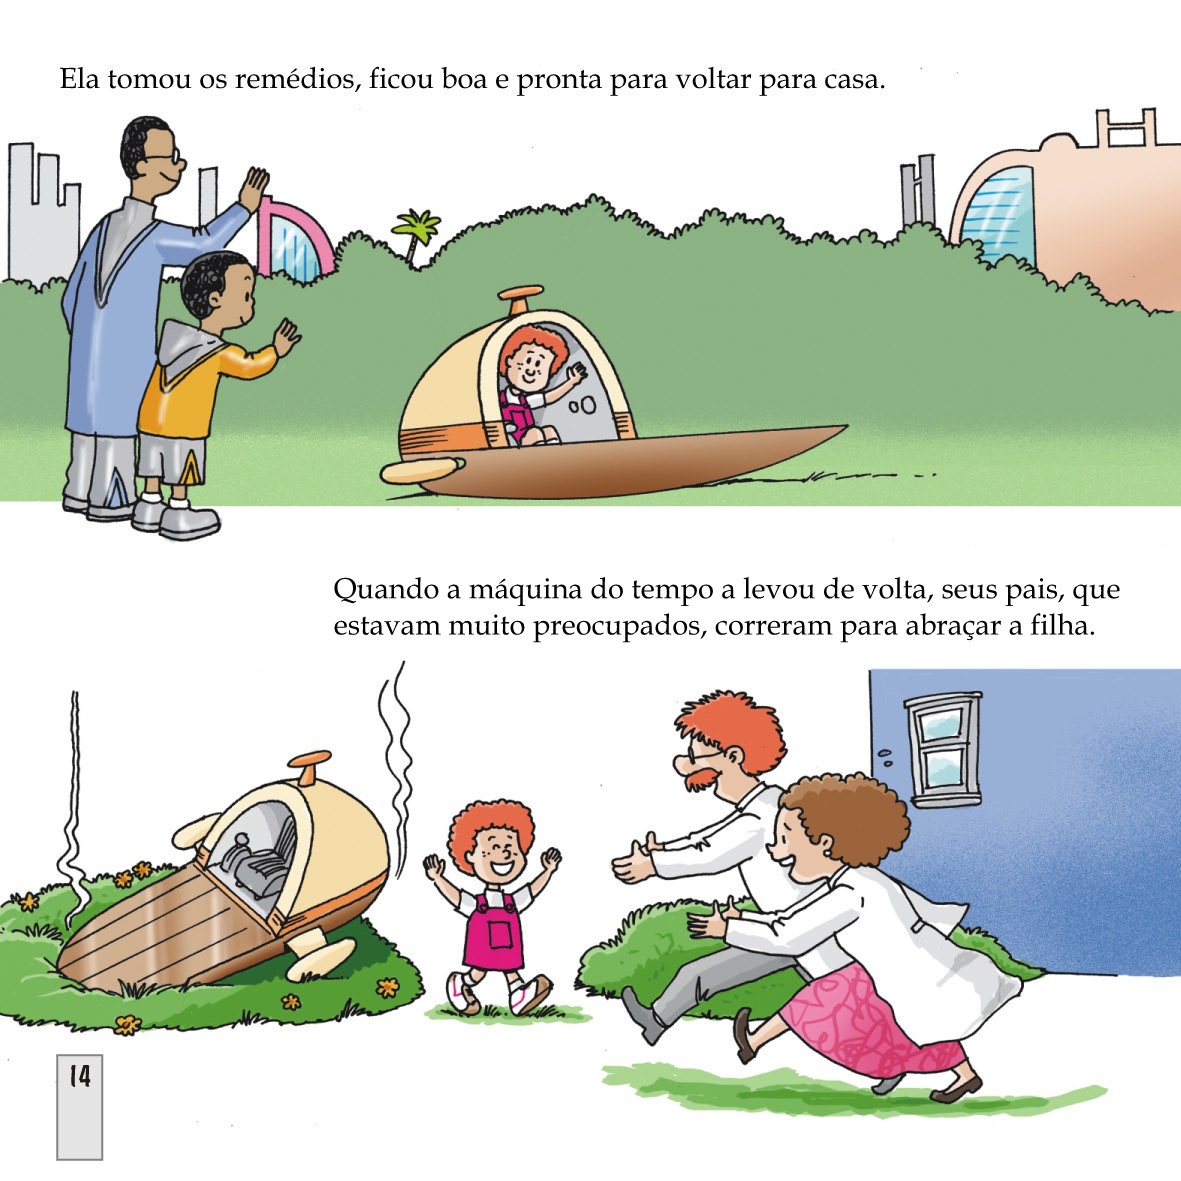 Ela tomou os remédios, ficou boa e pronta para voltar para casa.
Quando a máquina do tempo a levou de volta, seus pais, que
estavam muito preocupados, correram para abraçar a filha.
14